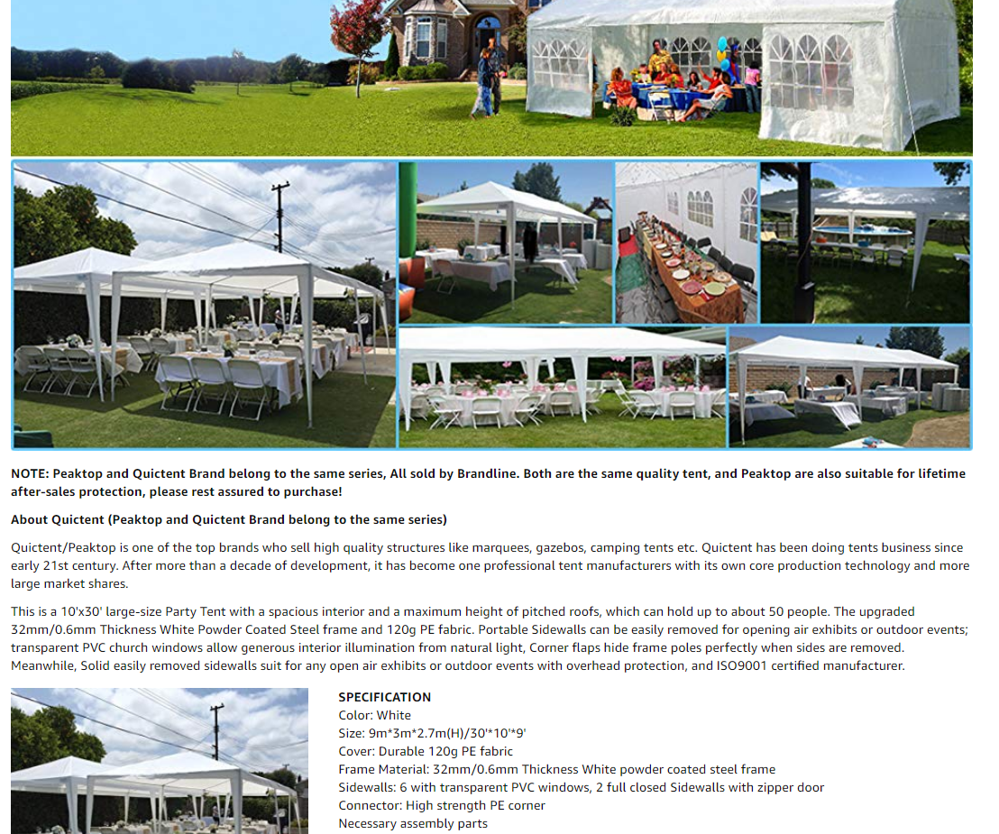 NOTE: Peaktop and Quictent Brand belong to the same series, All sold by Brandline. Both are the same quality tent, and Peaktop are also suitable for lifetime
after-sales protection, please rest assured to purchase!
About Quictent (Peaktop and Quictent Brand belong to the same series)
Quictent/Peaktop is one of the top brands who sell high quality structures like marquees, gazebos, camping tents etc. Quictent has been doing tents business since
early 21st century. After more than a decade of development, it has become one professional tent manufacturers with its own core production technology and more
large market shares.
This is a 10'x30' large-size Party Tent with a spacious interior and a maximum height of pitched roofs, which can hold up to about 50 people. The upgraded
32mm/0.6mm Thickness White Powder Coated Steel frame and 120g PE fabric. Portable Sidewalls can be easily removed for opening air exhibits or outdoor events;
transparent PVC church windows allow generous interior illumination from natural light, Corner flaps hide frame poles perfectly when sides are removed.
Meanwhile, Solid easily removed sidewalls suit for any open air exhibits or outdoor events with overhead protection, and ISO9001 certified manufacturer.
SPECIFICATION
Color: White
Size: 9m*3m*2.7m(H)/30'*10'*9'
Cover: Durable 120g PE fabric
Frame Material: 32mm/0.6mm Thickness White powder coated steel frame
Sidewalls: 6 with transparent PVC windows, 2 full closed Sidewalls with zipper door
Connector: High strength PE corner
Necessary assembly parts